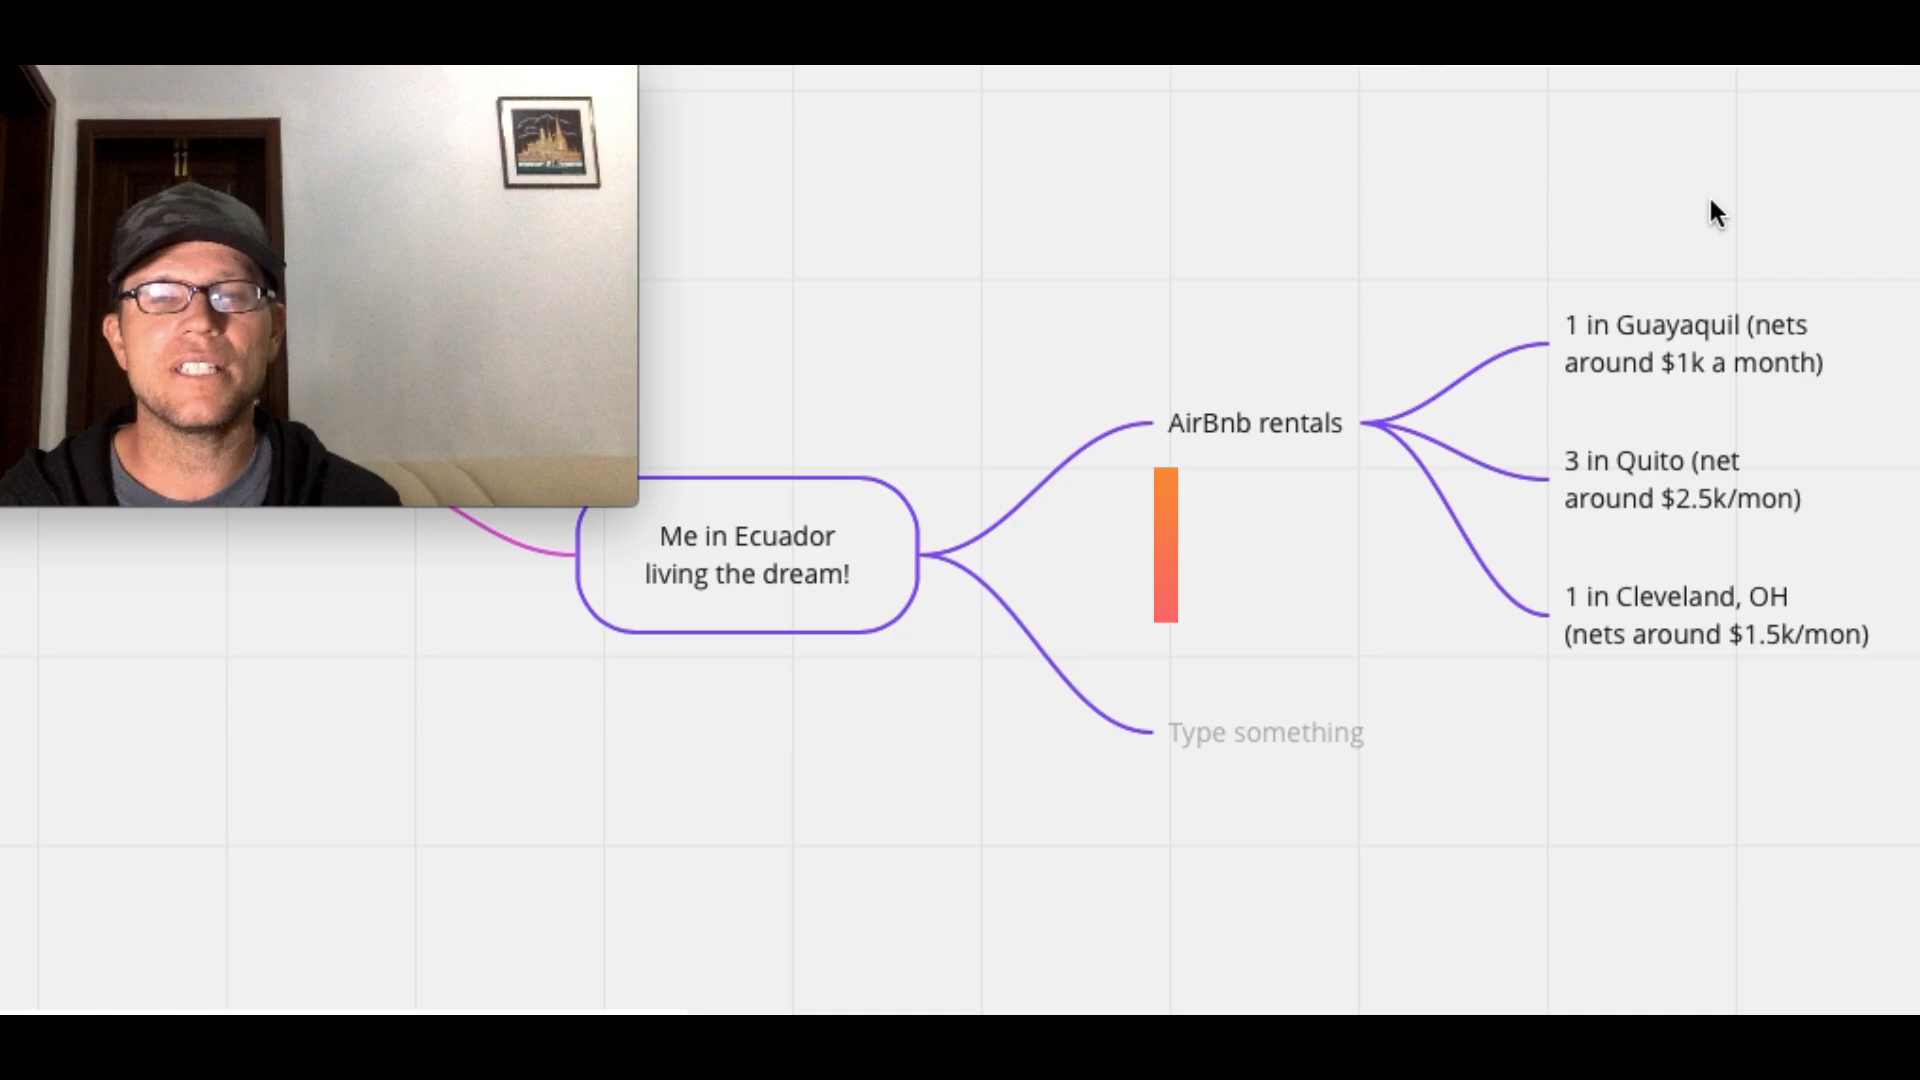 Me in Ecuador
living the dream!
AirBnb rentals
1 in Guayaquil (nets
around $1k a month)
3 in Quito (net
around $2.5k/mon)
1 in Cleveland, OH
(nets around $1.5k/mon)
Type something